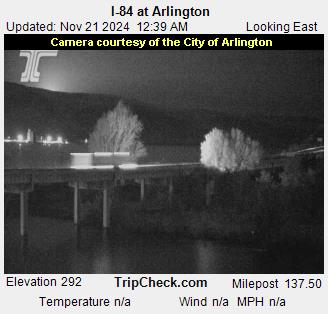 I-84 at Arlington
Updated: Nov 21 2024 12:39 AM Looking East
Camera courtesy of the City of Arlington
Elevation 292 TripCheck.com Milepost 137.50
Temperature n/a Wind n/a MPH n/a